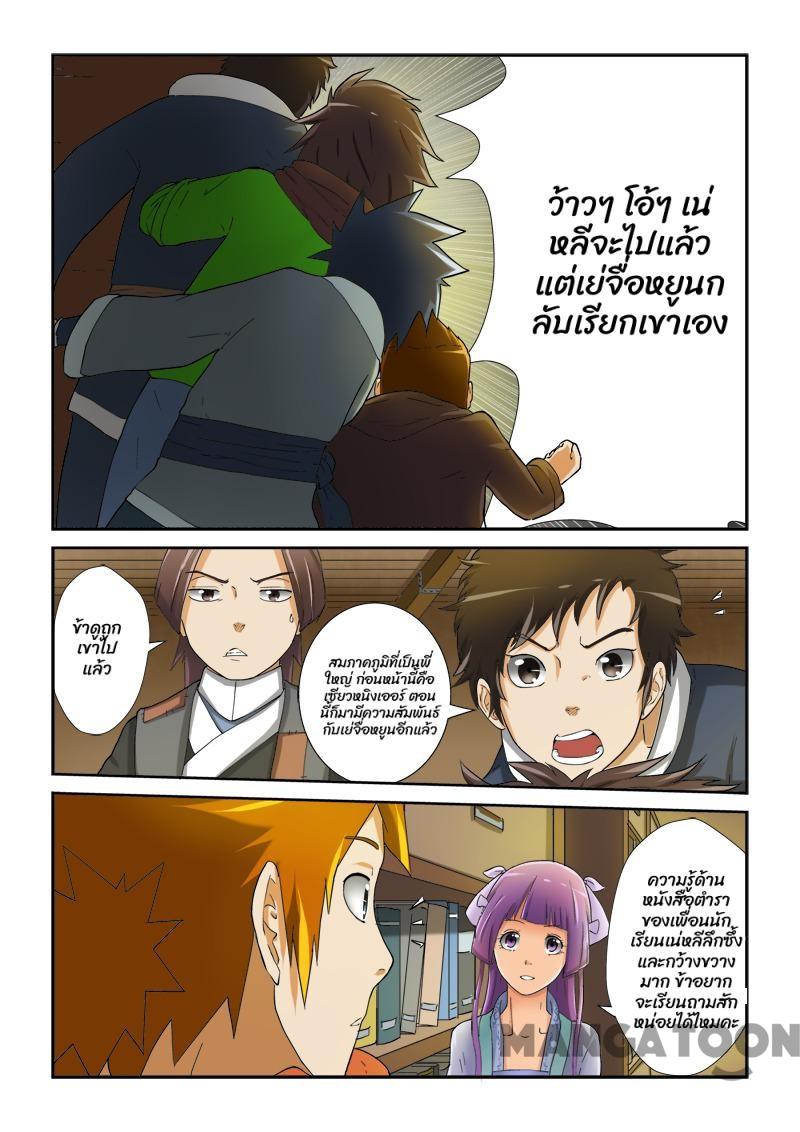 ว้าวๆ โอ้ๆ เน่
หลีจะไปแล้ว
แต่เย่จื่อหยูนก
ลับเรียกเขาเอง
ข้าดูถูก
เขาไป
แล้ว
สมภาคภูมิที่เป็นพี่
ใหญ่ ก่อนหน้านี้คือ
เซียวหนิงเออร์ ตอน
นี้ก็มามีความสัมพันธ์
กับเย่จื่อหยูนอีกแล้ว
ความรู้ด้าน
หนังสือตำรา
ของเพื่อนนัก
เรียนเน่หลีลึกซึ้ง
และกว้างขวาง
มาก ข้าอยาก
จะเรียนถามสัก
หน่อยได้ไหมคะ
MANGATOON